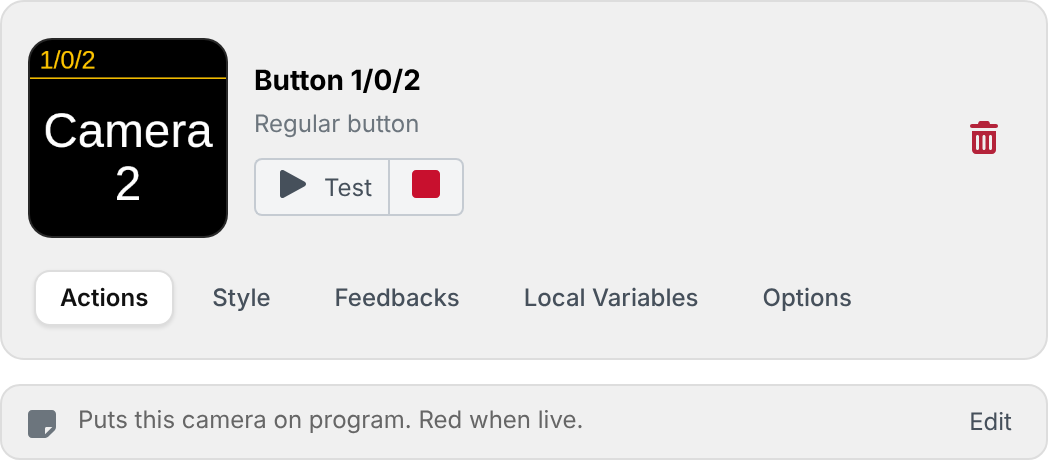 1/0/2
Camera
2
Button 1/0/2
Regular button
Test
Actions
Style
Feedbacks
Local Variables
Options
Puts this camera on program. Red when live.
Edit